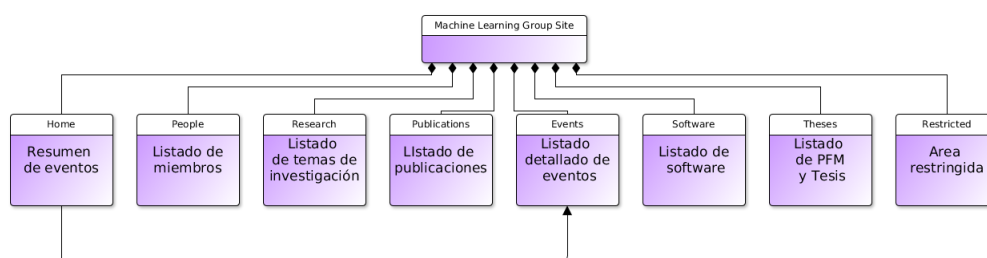 Machine Learning Group Site
Home
Resumen
de eventos
People
Listado de
miembros
Research
Listado
de temas de
investigación
Publications
LIstado de
publicaciones
Events
Listado
detallado de
eventos
Software
Listado de
software
Theses
Listado
de PFM
y Tesis
Restricted
Area
restringida